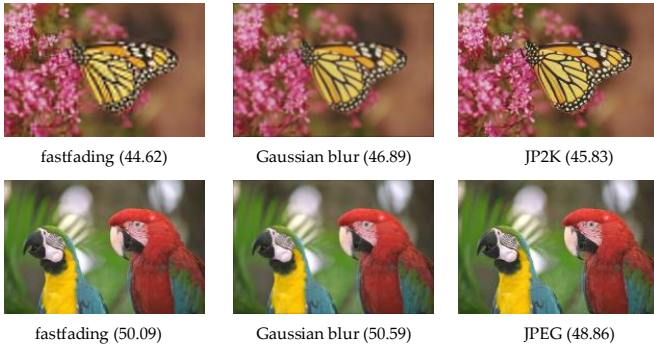 fastfading (44.62) Gaussian blur (46.89) JP2K (45.83)
fastfading (50.09) Gaussian blur (50.59) JPEG (48.86)